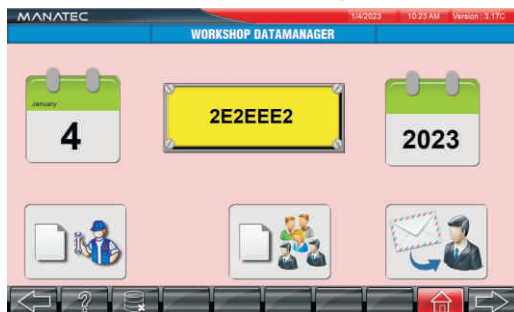 MANATEC
1/4/2023 10:23 AM Version : 3.17C
WORKSHOP DATAMANAGER
January
4
2E2EEE2
2023
?